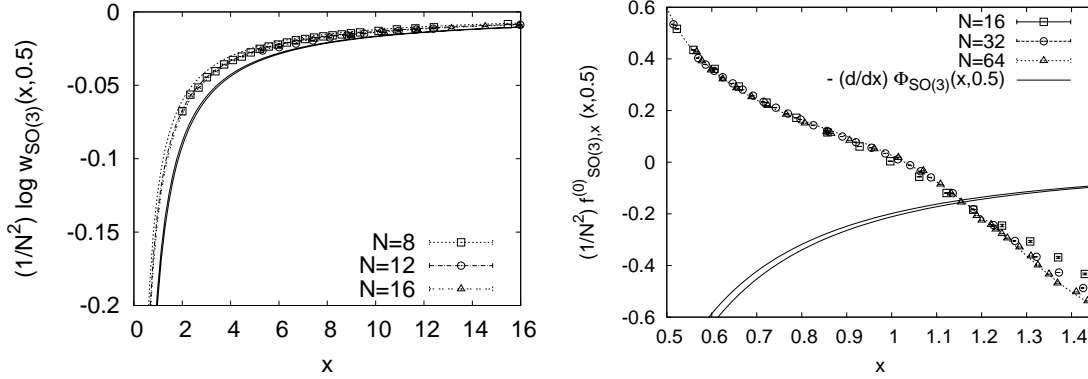 (1/N²) log w_SO(3)(x,0.5)
0
-0.05
-0.1
-0.15
-0.2
N=8
N=12
N=16
0 2 4 6 8 10 12 14 16
x
(1/N²) f^(0)_SO(3),x (x,0.5)
0.6
0.4
0.2
0
-0.2
-0.4
-0.6
N=16
N=32
N=64
- (d/dx) Φ_SO(3)(x,0.5)
0.5 0.6 0.7 0.8 0.9 1 1.1 1.2 1.3 1.4
x